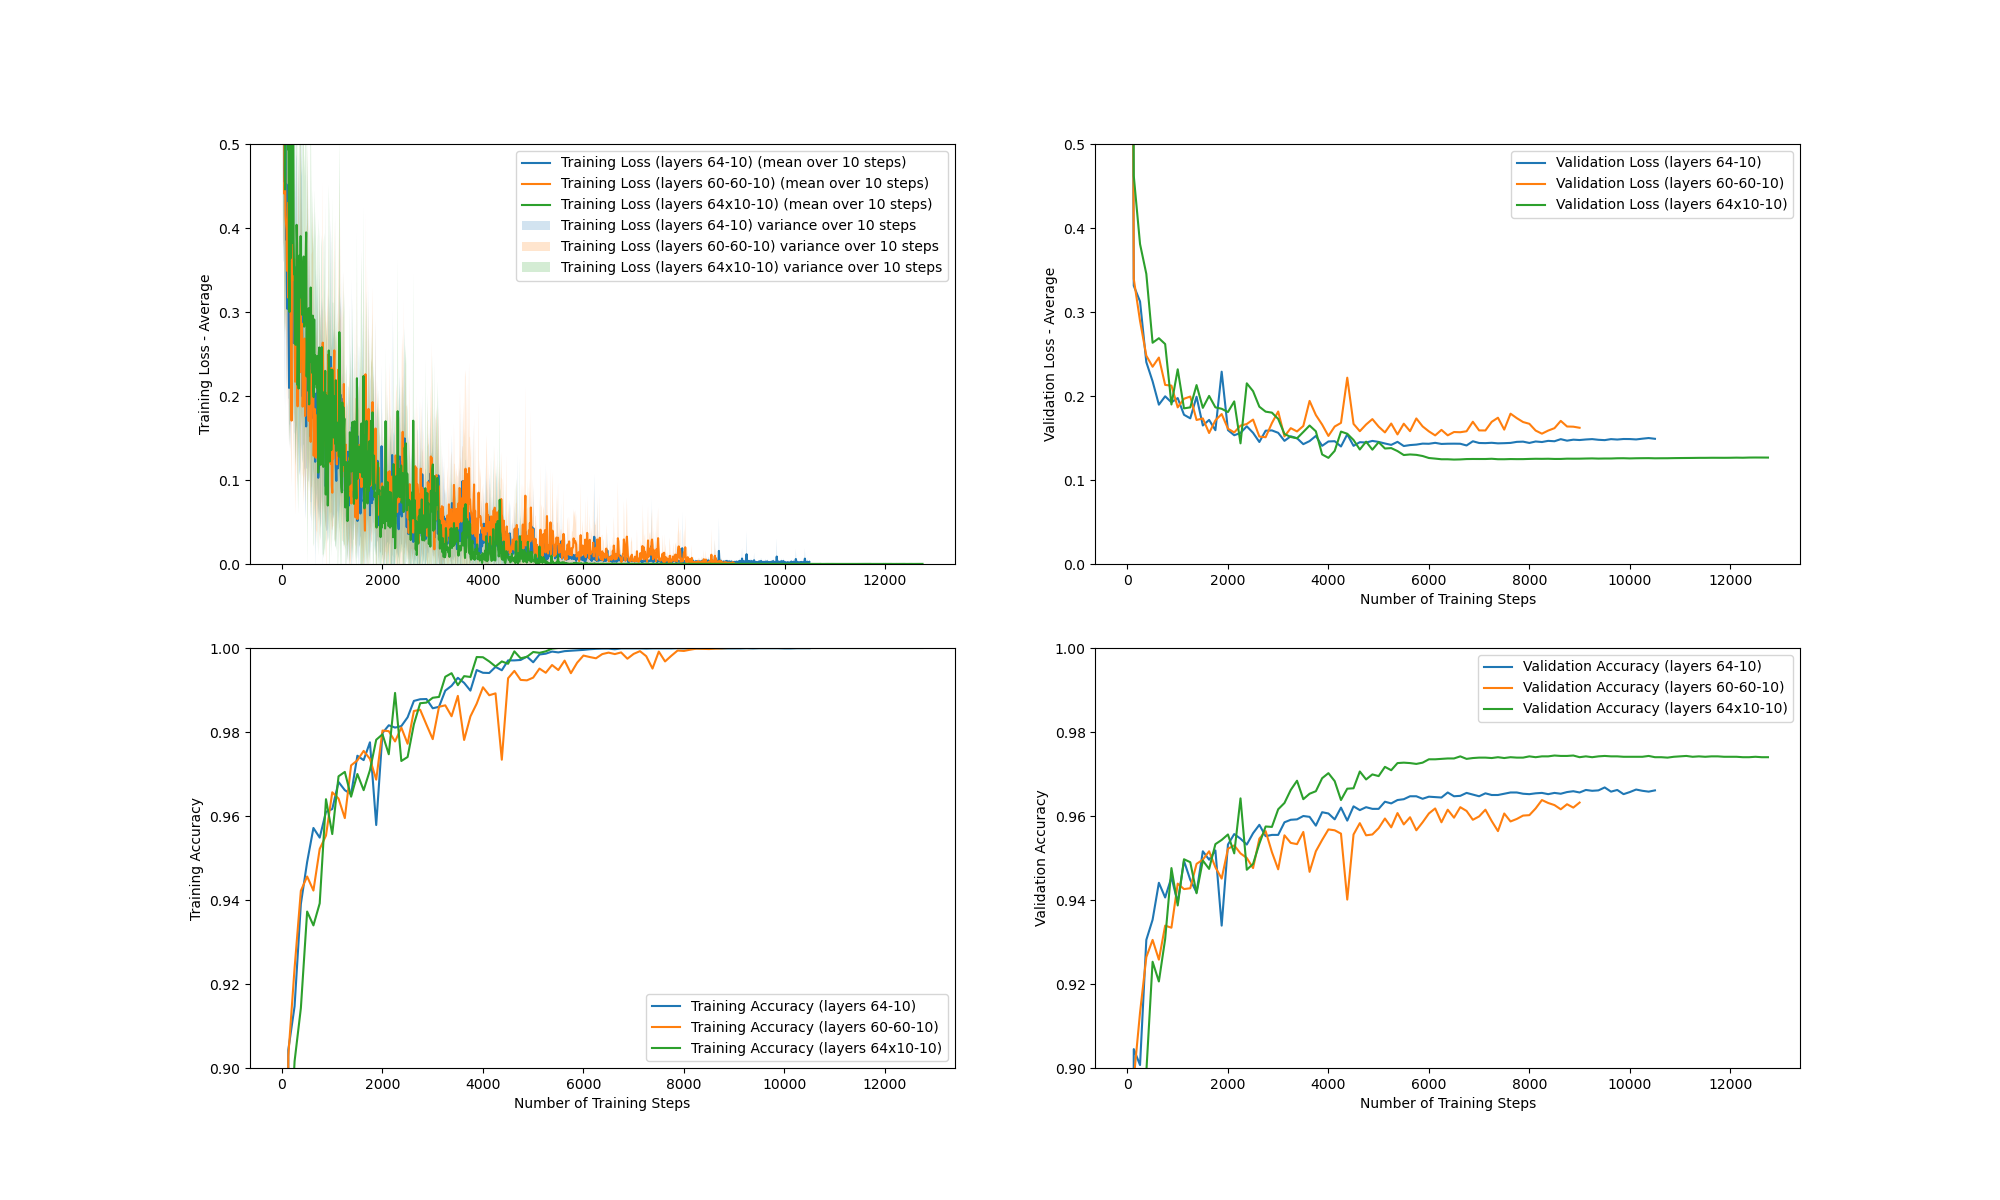 0.5
0.4
0.3
0.2
0.1
0.0
Training Loss - Average
Training Loss (layers 64-10) (mean over 10 steps)
Training Loss (layers 60-60-10) (mean over 10 steps)
Training Loss (layers 64x10-10) (mean over 10 steps)
Training Loss (layers 64-10) variance over 10 steps
Training Loss (layers 60-60-10) variance over 10 steps
Training Loss (layers 64x10-10) variance over 10 steps
0 2000 4000 6000 8000 10000 12000
Number of Training Steps
0.5
0.4
0.3
0.2
0.1
0.0
Validation Loss - Average
Validation Loss (layers 64-10)
Validation Loss (layers 60-60-10)
Validation Loss (layers 64x10-10)
0 2000 4000 6000 8000 10000 12000
Number of Training Steps
1.00
0.98
0.96
0.94
0.92
0.90
Training Accuracy
Training Accuracy (layers 64-10)
Training Accuracy (layers 60-60-10)
Training Accuracy (layers 64x10-10)
0 2000 4000 6000 8000 10000 12000
Number of Training Steps
1.00
0.98
0.96
0.94
0.92
0.90
Validation Accuracy
Validation Accuracy (layers 64-10)
Validation Accuracy (layers 60-60-10)
Validation Accuracy (layers 64x10-10)
0 2000 4000 6000 8000 10000 12000
Number of Training Steps